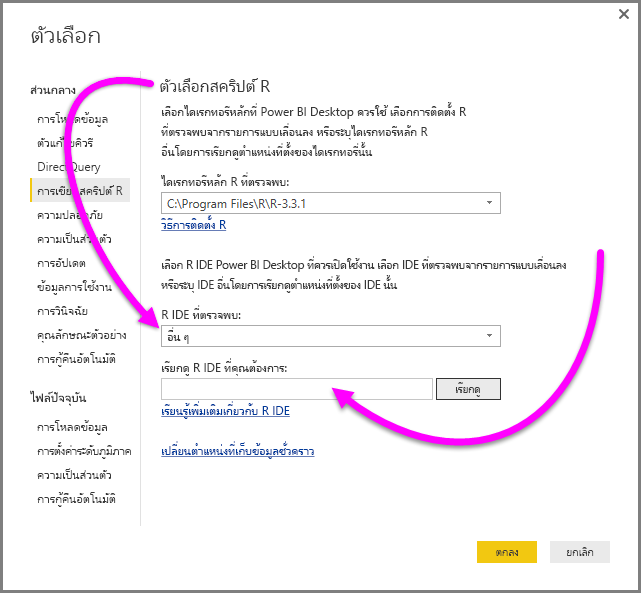 ตัวเลือก
ส่วนกลาง
การโหลดข้อมูล
ตัวแก้ไขคิวรี
DirectQuery
การเขียนสคริปต์ R
ความปลอดภัย
ความเป็นส่วนตัว
การอัปเดต
ข้อมูลการใช้งาน
การวินิจฉัย
คุณลักษณะตัวอย่าง
การกู้คืนอัตโนมัติ
ไฟล์ปัจจุบัน
การโหลดข้อมูล
การตั้งค่าระดับภูมิภาค
ความเป็นส่วนตัว
การกู้คืนอัตโนมัติ
ตัวเลือกสคริปต์ R
เลือกไดเรกทอรีหลักที่ Power BI Desktop ควรใช้ เลือกการติดตั้ง R
ที่ตรวจพบจากรายการแบบเลื่อนลง หรือระบุไดเรกทอรีหลัก R
อื่นโดยการเรียกดูตำแหน่งที่ตั้งของไดเรกทอรี่นั้น
ไดเรกทอรีหลัก R ที่ตรวจพบ:
C:\Program Files\R\R-3.3.1
วิธีการติดตั้ง R
เลือก R IDE Power BI Desktop ที่ควรเปิดใช้งาน เลือก IDE ที่ตรวจพบจากรายการแบบเลื่อนลง
หรือระบุ IDE อื่นโดยการเรียกดูตำแหน่งที่ตั้งของ IDE นั้น
R IDE ที่ตรวจพบ:
อื่น ๆ
เรียกดู R IDE ที่คุณต้องการ:
เรียกดู
เรียนรู้เพิ่มเติมเกี่ยวกับ R IDE
เปลี่ยนตำแหน่งที่เก็บข้อมูลชั่วคราว
ตกลง
ยกเลิก